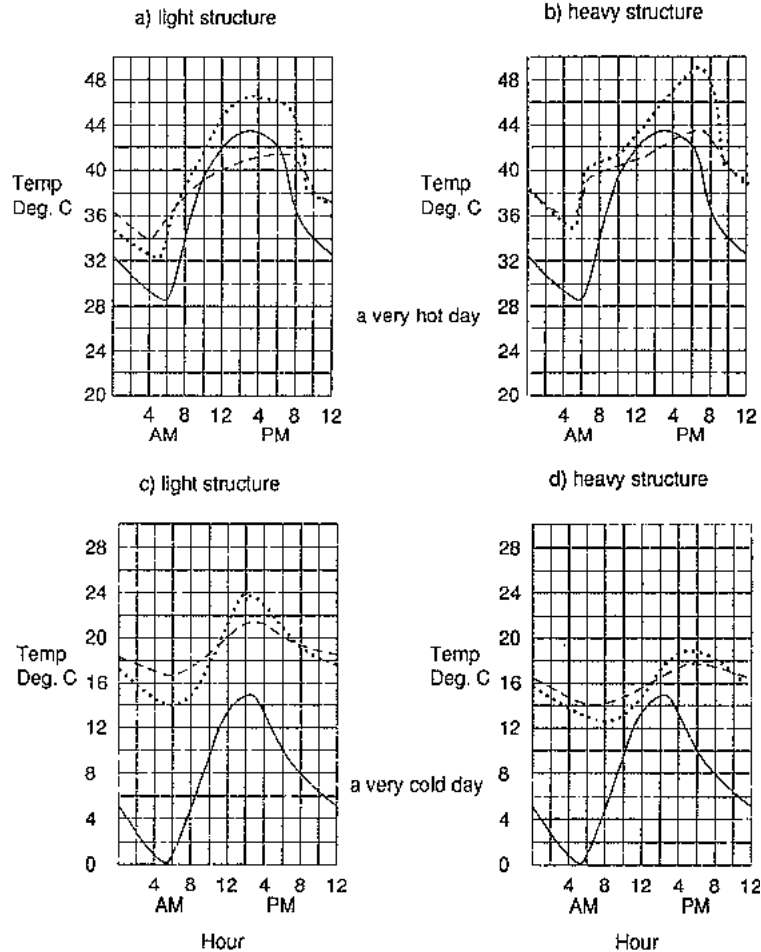 a) light structure
b) heavy structure
48
44
40
36
32
28
24
20
Temp
Deg. C
4 8 12 4 8 12
AM PM
48
44
40
36
32
28
24
20
Temp
Deg. C
4 8 12 4 8 12
AM PM
a very hot day
c) light structure
d) heavy structure
28
24
20
16
12
8
4
0
Temp
Deg. C
4 8 12 4 8 12
AM PM
Hour
28
24
20
16
12
8
4
0
Temp
Deg. C
4 8 12 4 8 12
AM PM
Hour
a very cold day